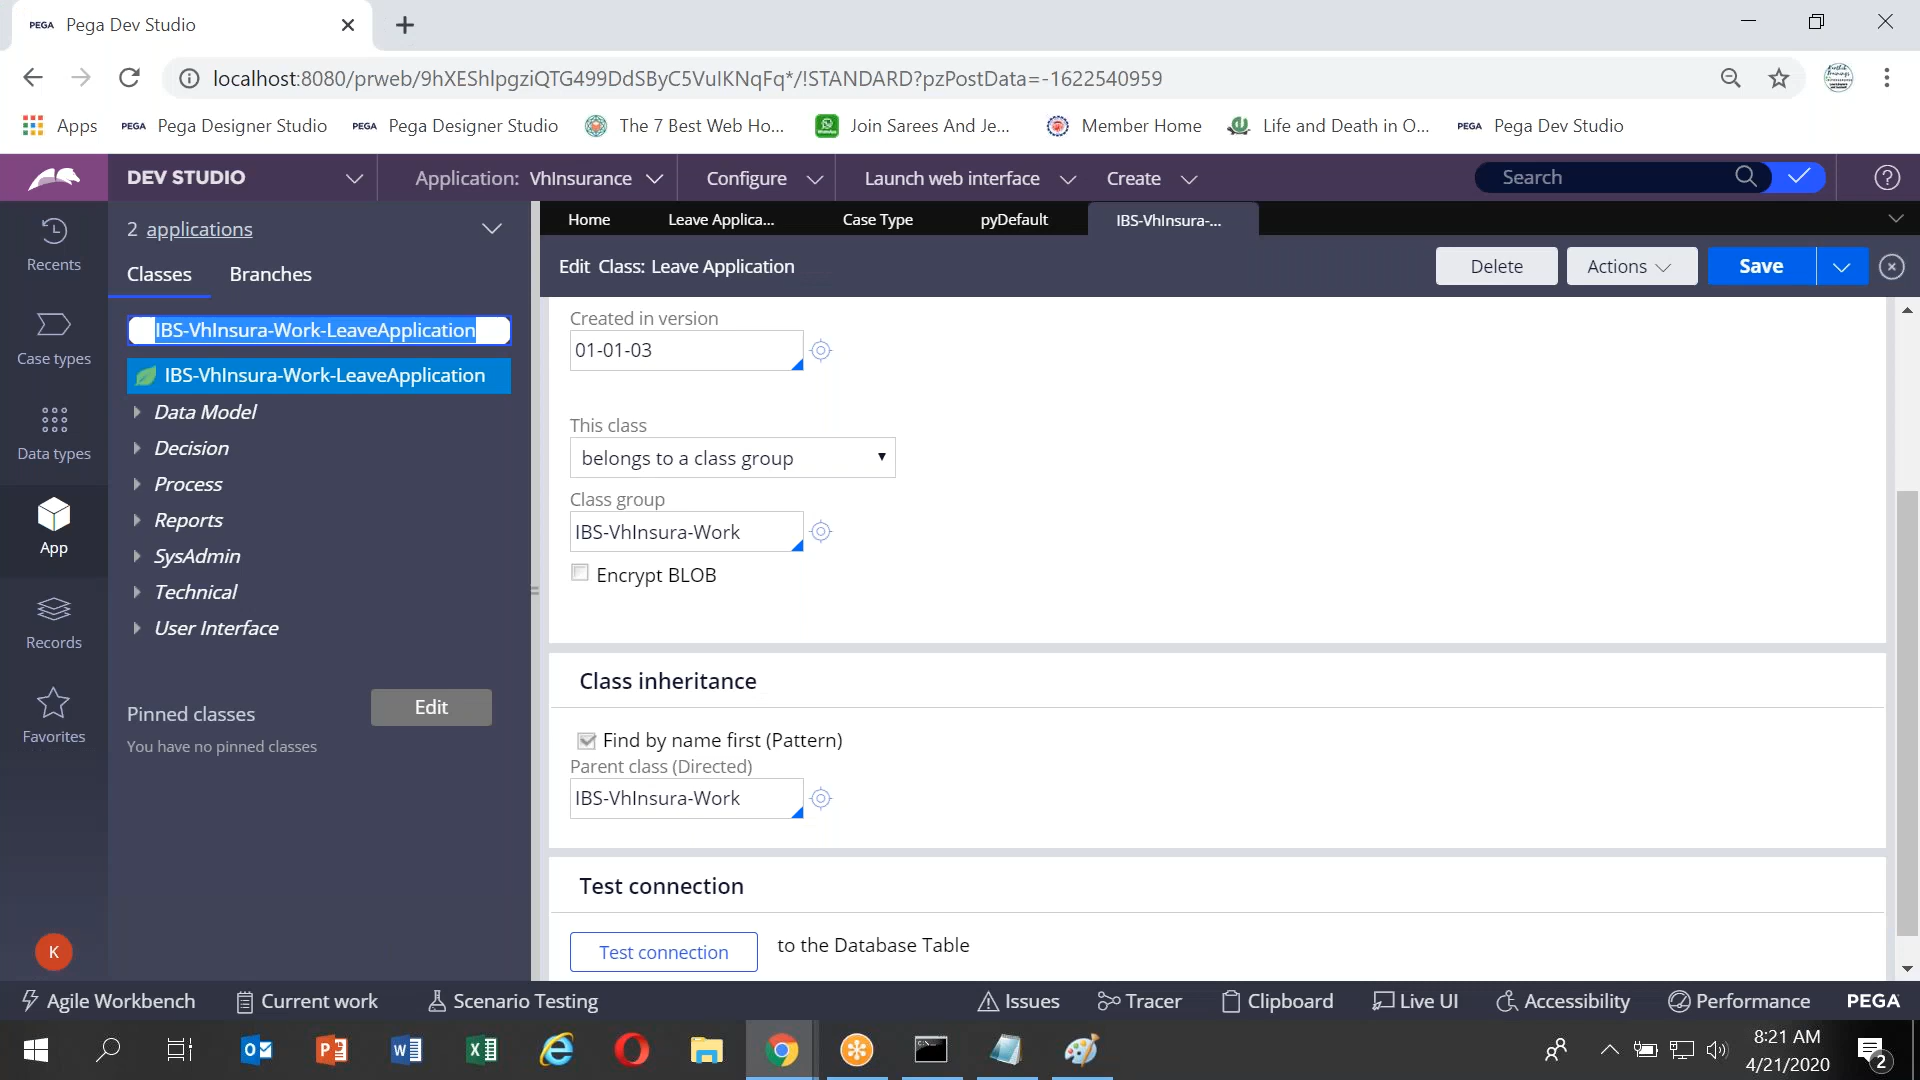 PEGA Pega Dev Studio
localhost:8080/prweb/9hXEShlpgziQTG499DdSByC5VuIKNqFq*/!STANDARD?pzPostData=-1622540959
Apps PEGA Pega Designer Studio PEGA Pega Designer Studio The 7 Best Web Ho... Join Sarees And Je... Member Home Life and Death in O... PEGA Pega Dev Studio
DEV STUDIO Application: VhInsurance Configure Launch web interface Create Search
2 applications
Home Leave Applica... Case Type pyDefault IBS-VhInsura-...
Recents
Classes Branches
Edit Class: Leave Application Delete Actions Save
IBS-VhInsura-Work-LeaveApplication
IBS-VhInsura-Work-LeaveApplication
Data Model
Decision
Process
Reports
SysAdmin
Technical
User Interface
Pinned classes Edit
You have no pinned classes
Case types
Data types
App
Records
Favorites
K
Created in version
01-01-03
This class
belongs to a class group
Class group
IBS-VhInsura-Work
Encrypt BLOB
Class inheritance
Find by name first (Pattern)
Parent class (Directed)
IBS-VhInsura-Work
Test connection
Test connection to the Database Table
Agile Workbench Current work Scenario Testing Issues Tracer Clipboard Live UI Accessibility Performance PEGA
8:21 AM
4/21/2020
2